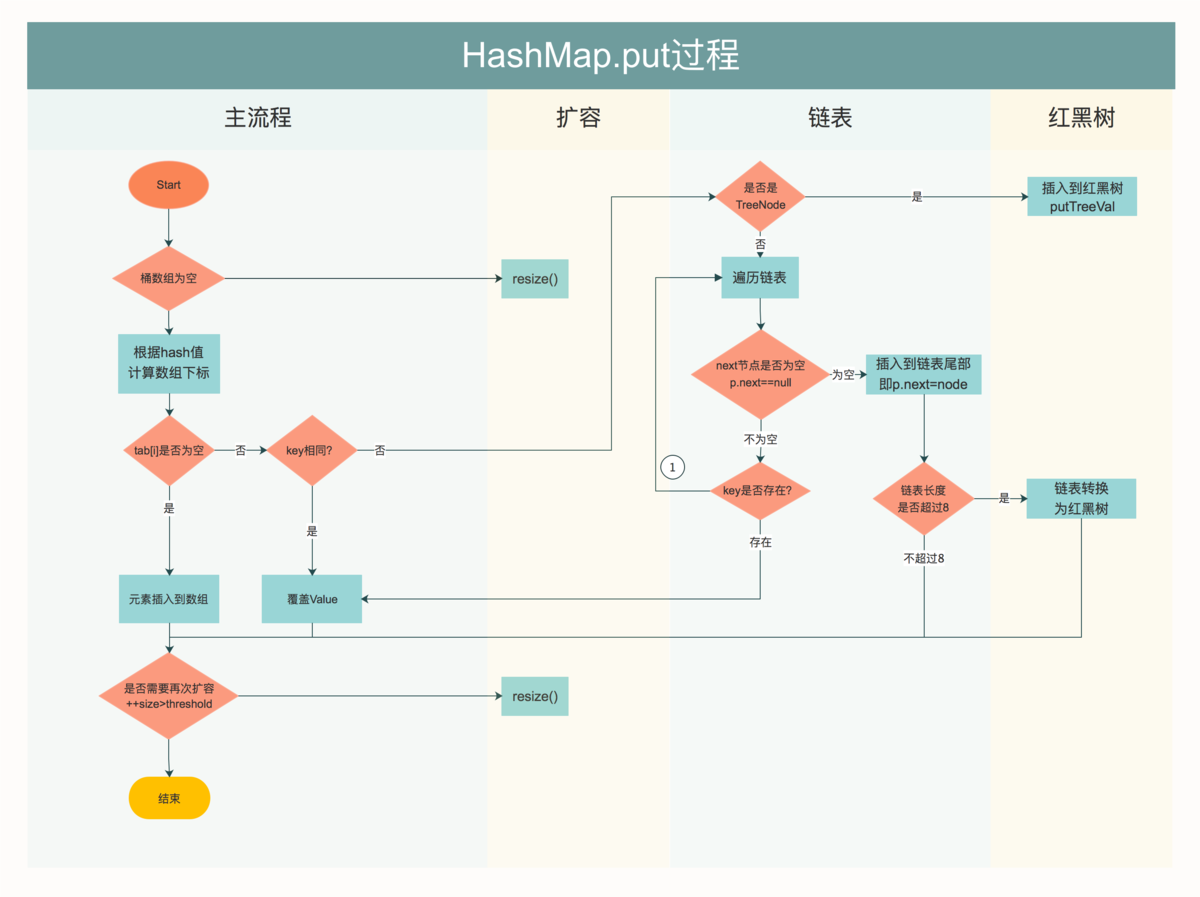 HashMap.put过程
主流程
扩容
链表
红黑树
Start
是否是
TreeNode
是
插入到红黑树
putTreeVal
否
桶数组为空
resize()
遍历链表
根据hash值
计算数组下标
next节点是否为空
p.next==null
为空
插入到链表尾部
即p.next=node
tab[i]是否为空
否
key相同?
否
不为空
1
key是否存在?
链表长度
是否超过8
是
链表转换
为红黑树
是
是
存在
不超过8
元素插入到数组
覆盖Value
是否需要再次扩容
++size>threshold
resize()
结束